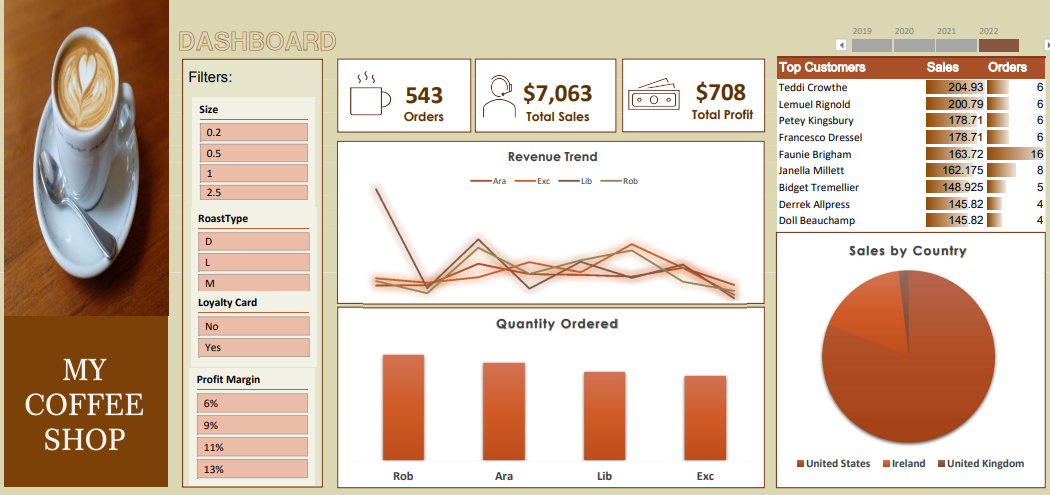 DASHBOARD
MY
COFFEE
SHOP
Filters:
Size
0.2
0.5
1
2.5
RoastType
D
L
M
Loyalty Card
No
Yes
Profit Margin
6%
9%
11%
13%
543
Orders
$7,063
Total Sales
$708
Total Profit
Revenue Trend
Ara Exc Lib Rob
Quantity Ordered
Rob Ara Lib Exc
2019 2020 2021 2022
Top Customers Sales Orders
Teddi Crowthe 204.93 6
Lemuel Rignold 200.79 6
Petey Kingsbury 178.71 6
Francesco Dressel 178.71 6
Faunie Brigham 163.72 16
Janella Millett 162.175 8
Bidget Tremellier 148.925 5
Derrek Allpress 145.82 4
Doll Beauchamp 145.82 4
Sales by Country
United States Ireland United Kingdom